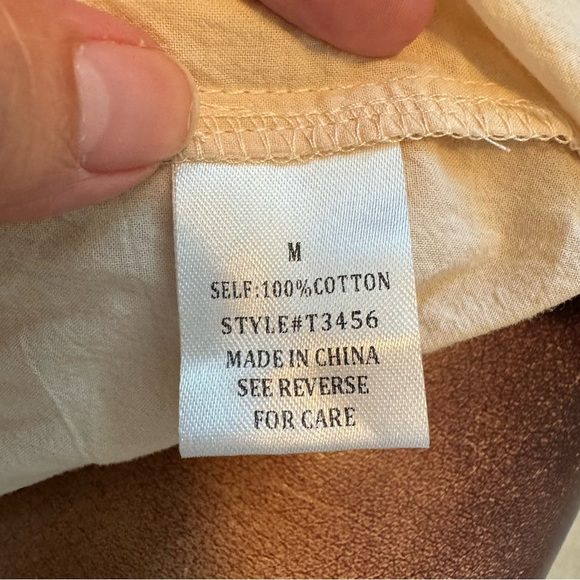 M
SELF:100%COTTON
STYLE#T3456
MADE IN CHINA
SEE REVERSE
FOR CARE